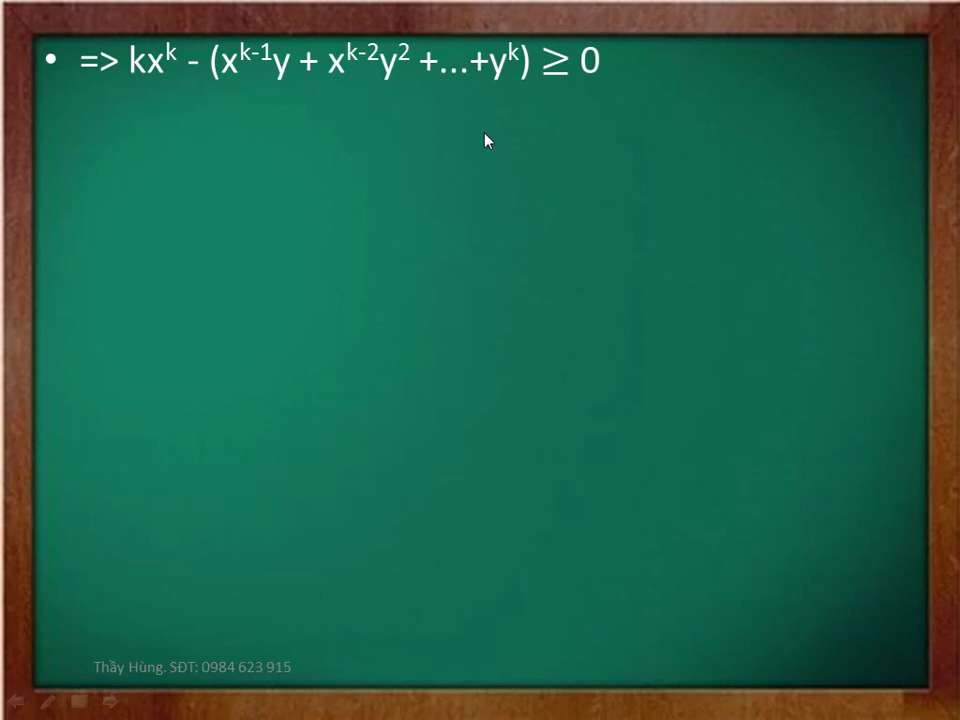 • => kxᵏ - (xᵏ⁻¹y + xᵏ⁻²y² +...+yᵏ) ≥ 0
Thầy Hùng. SĐT: 0984 623 915